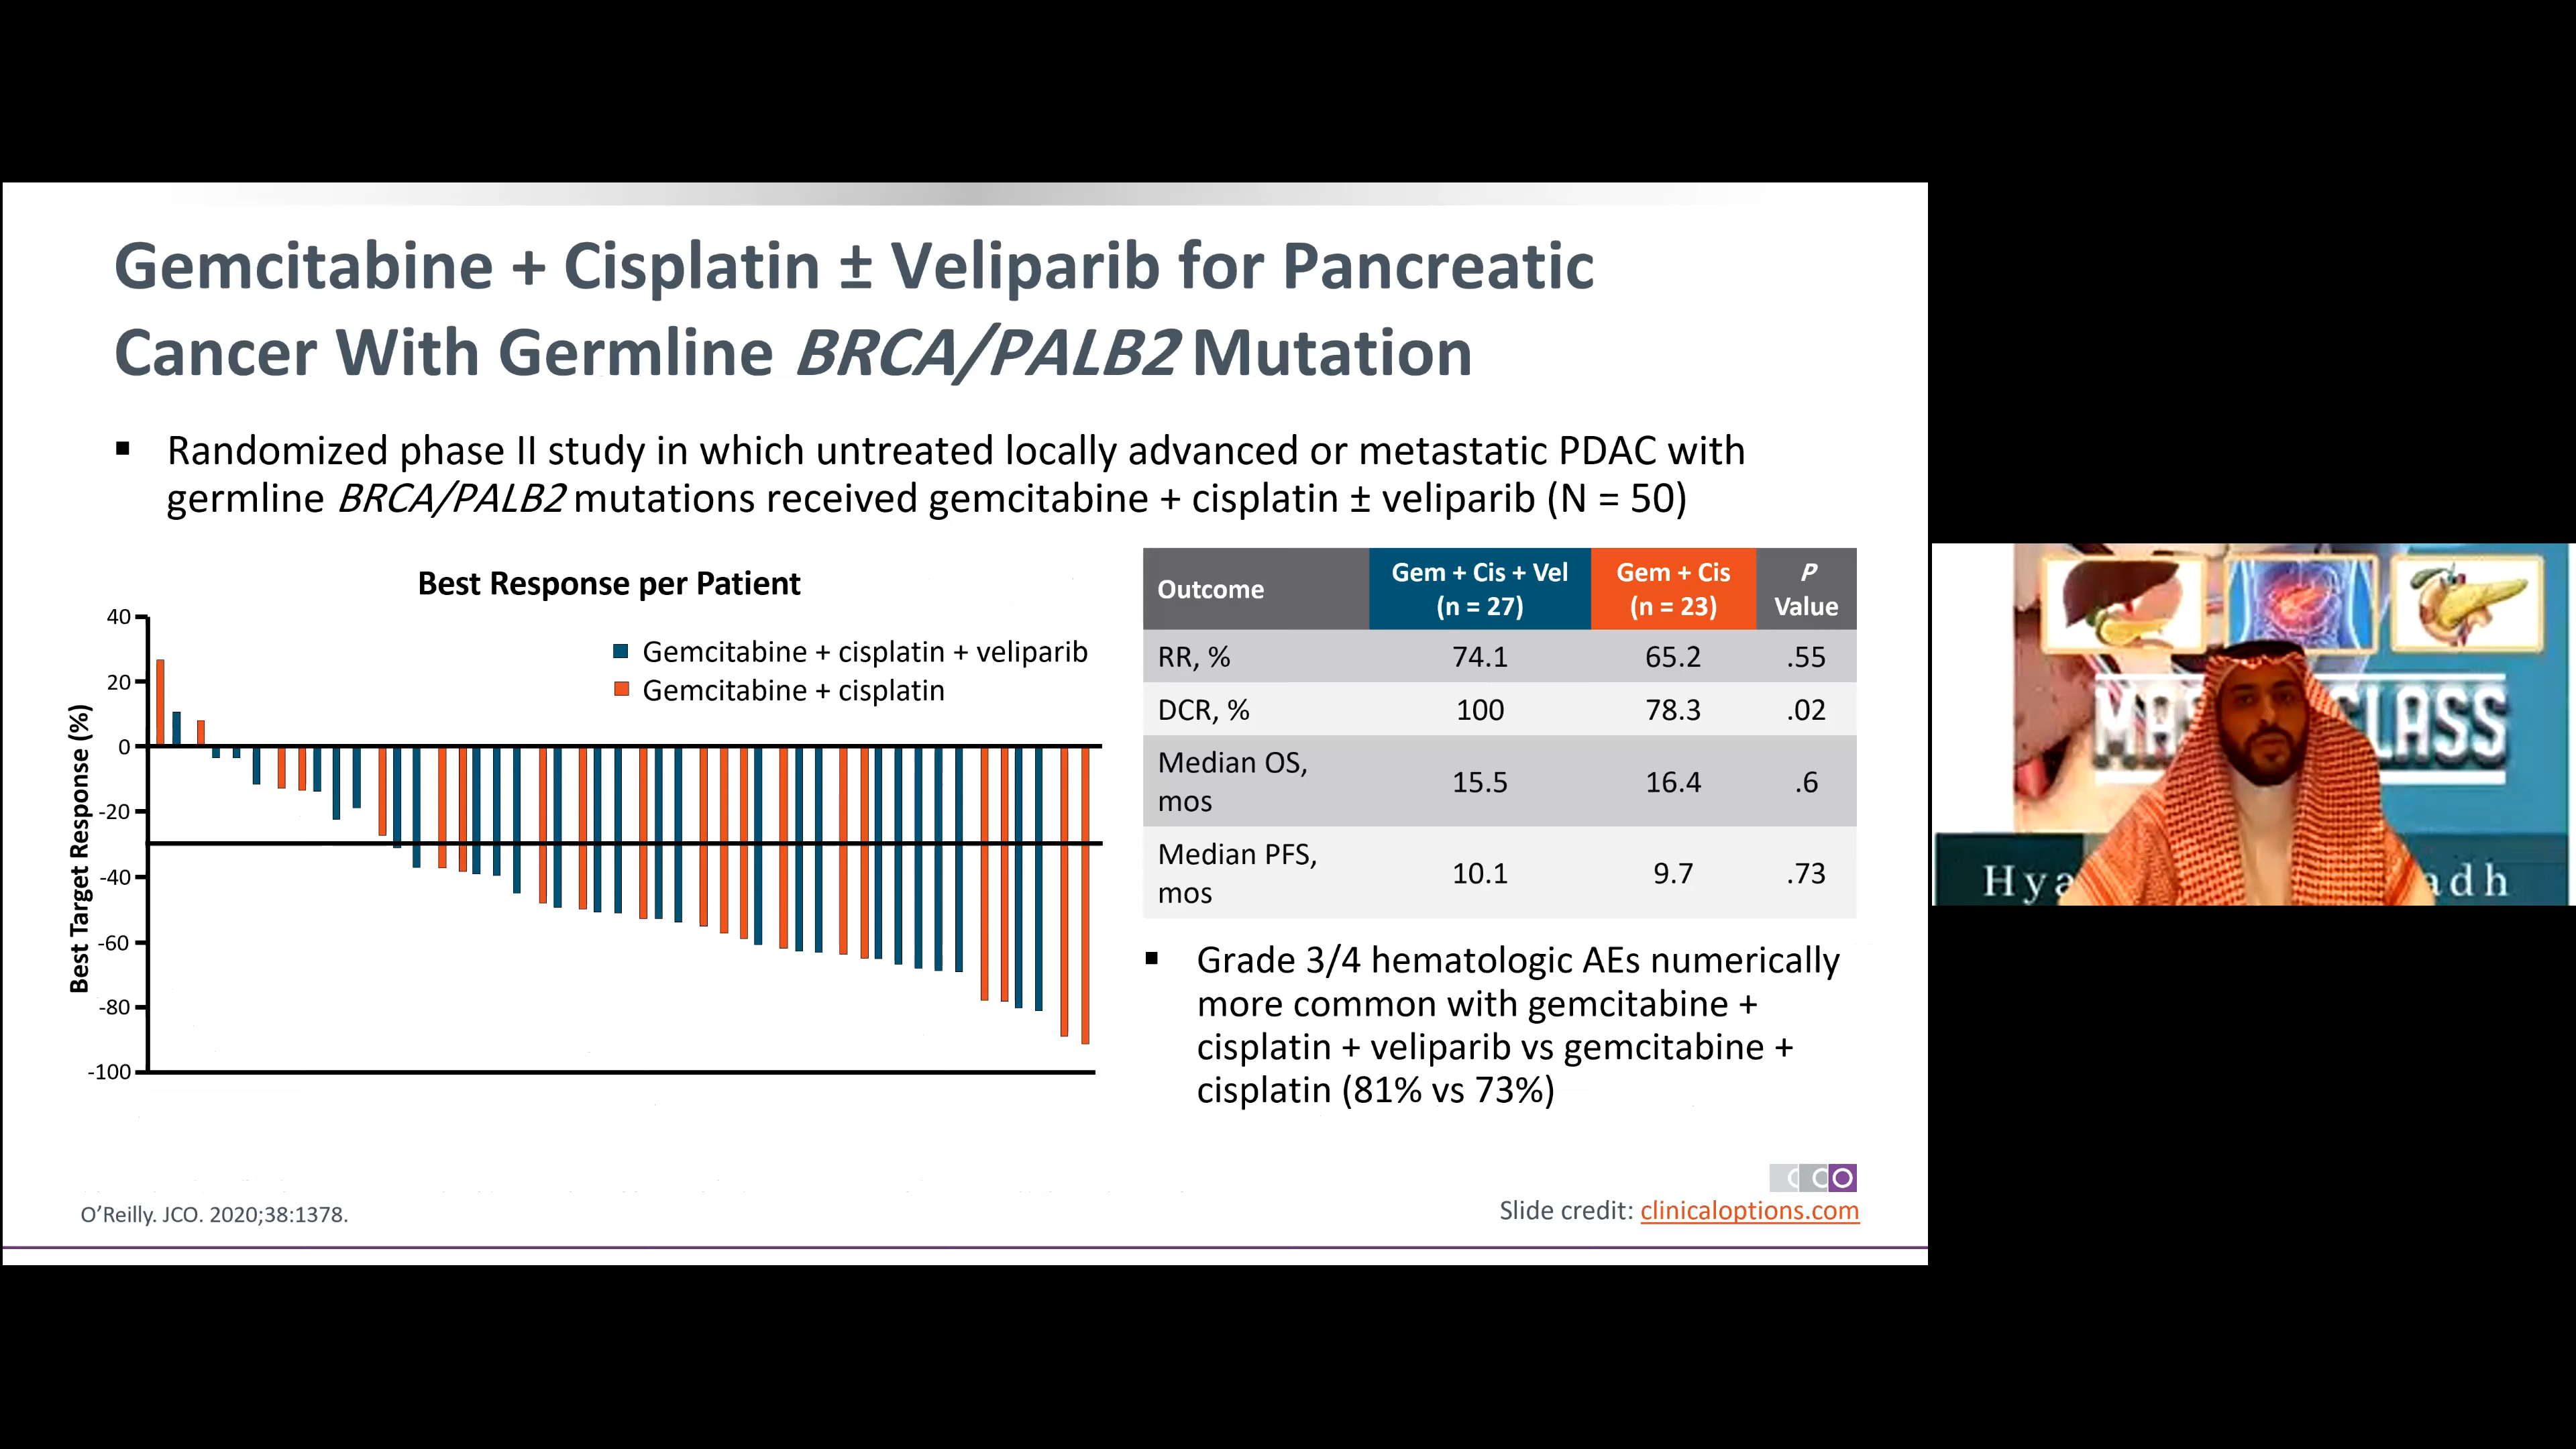 Gemcitabine + Cisplatin ± Veliparib for Pancreatic
Cancer With Germline BRCA/PALB2 Mutation
▪ Randomized phase II study in which untreated locally advanced or metastatic PDAC with
germline BRCA/PALB2 mutations received gemcitabine + cisplatin ± veliparib (N = 50)
Best Response per Patient
Gemcitabine + cisplatin + veliparib
Gemcitabine + cisplatin
Best Target Response (%)
40
20
0
-20
-40
-60
-80
-100
Outcome
Gem + Cis + Vel
(n = 27)
Gem + Cis
(n = 23)
P
Value
RR, % 74.1 65.2 .55
DCR, % 100 78.3 .02
Median OS,
mos
15.5 16.4 .6
Median PFS,
mos
10.1 9.7 .73
▪ Grade 3/4 hematologic AEs numerically
more common with gemcitabine +
cisplatin + veliparib vs gemcitabine +
cisplatin (81% vs 73%)
O'Reilly. JCO. 2020;38:1378.
CCO
Slide credit: clinicaloptions.com